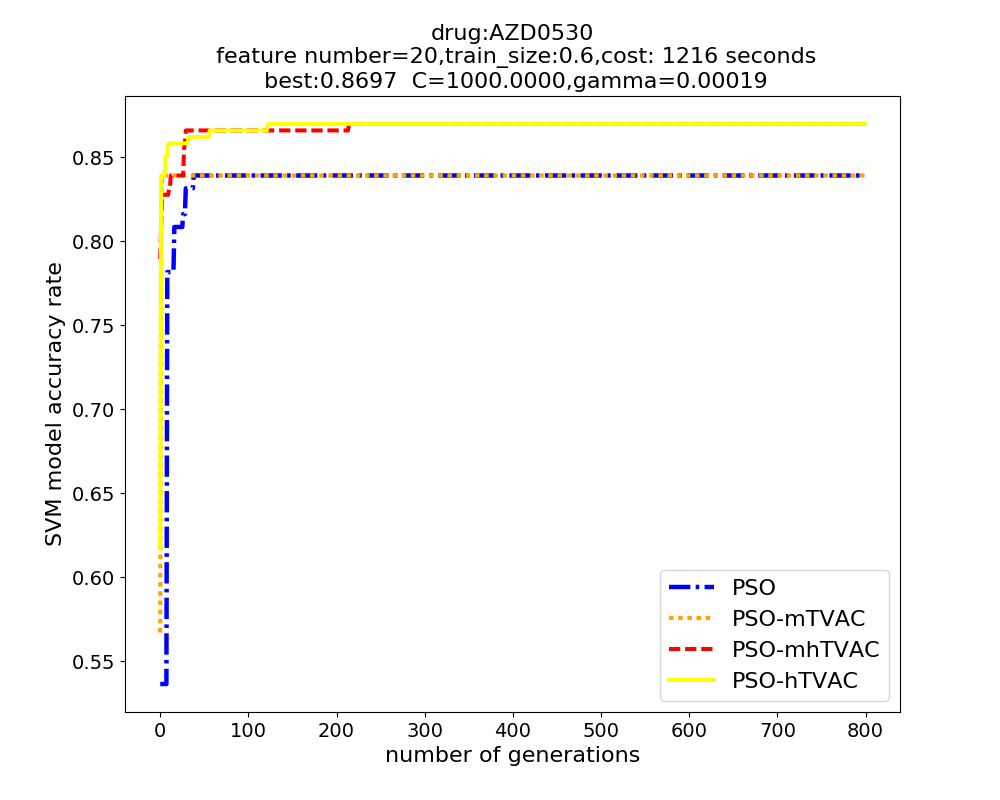 drug:AZD0530
feature number=20,train_size:0.6,cost: 1216 seconds
best:0.8697  C=1000.0000,gamma=0.00019
SVM model accuracy rate
0.85
0.80
0.75
0.70
0.65
0.60
0.55
PSO
PSO-mTVAC
PSO-mhTVAC
PSO-hTVAC
0 100 200 300 400 500 600 700 800
number of generations